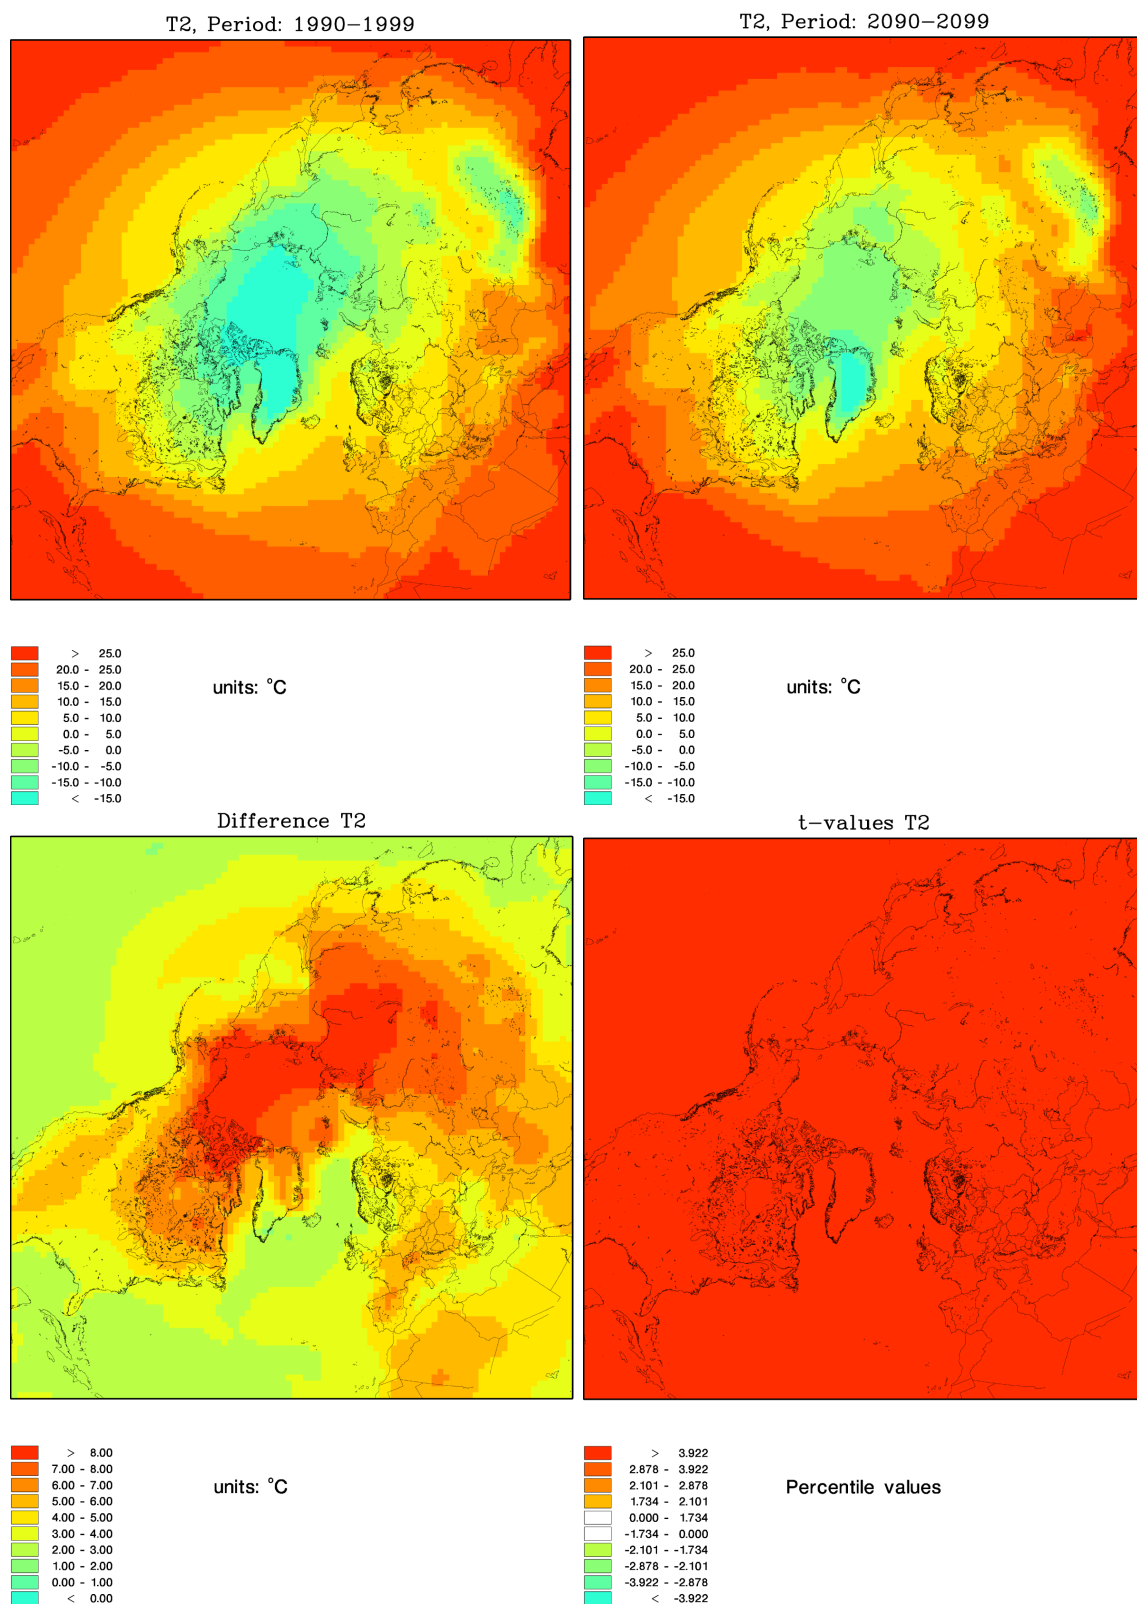 T2, Period: 1990−1999
T2, Period: 2090−2099
> 25.0
20.0 - 25.0
15.0 - 20.0
10.0 - 15.0
5.0 - 10.0
0.0 - 5.0
-5.0 - 0.0
-10.0 - -5.0
-15.0 - -10.0
< -15.0
units: °C
> 25.0
20.0 - 25.0
15.0 - 20.0
10.0 - 15.0
5.0 - 10.0
0.0 - 5.0
-5.0 - 0.0
-10.0 - -5.0
-15.0 - -10.0
< -15.0
units: °C
Difference T2
t−values T2
> 8.00
7.00 - 8.00
6.00 - 7.00
5.00 - 6.00
4.00 - 5.00
3.00 - 4.00
2.00 - 3.00
1.00 - 2.00
0.00 - 1.00
< 0.00
units: °C
> 3.922
2.878 - 3.922
2.101 - 2.878
1.734 - 2.101
0.000 - 1.734
-1.734 - 0.000
-2.101 - -1.734
-2.878 - -2.101
-3.922 - -2.878
< -3.922
Percentile values